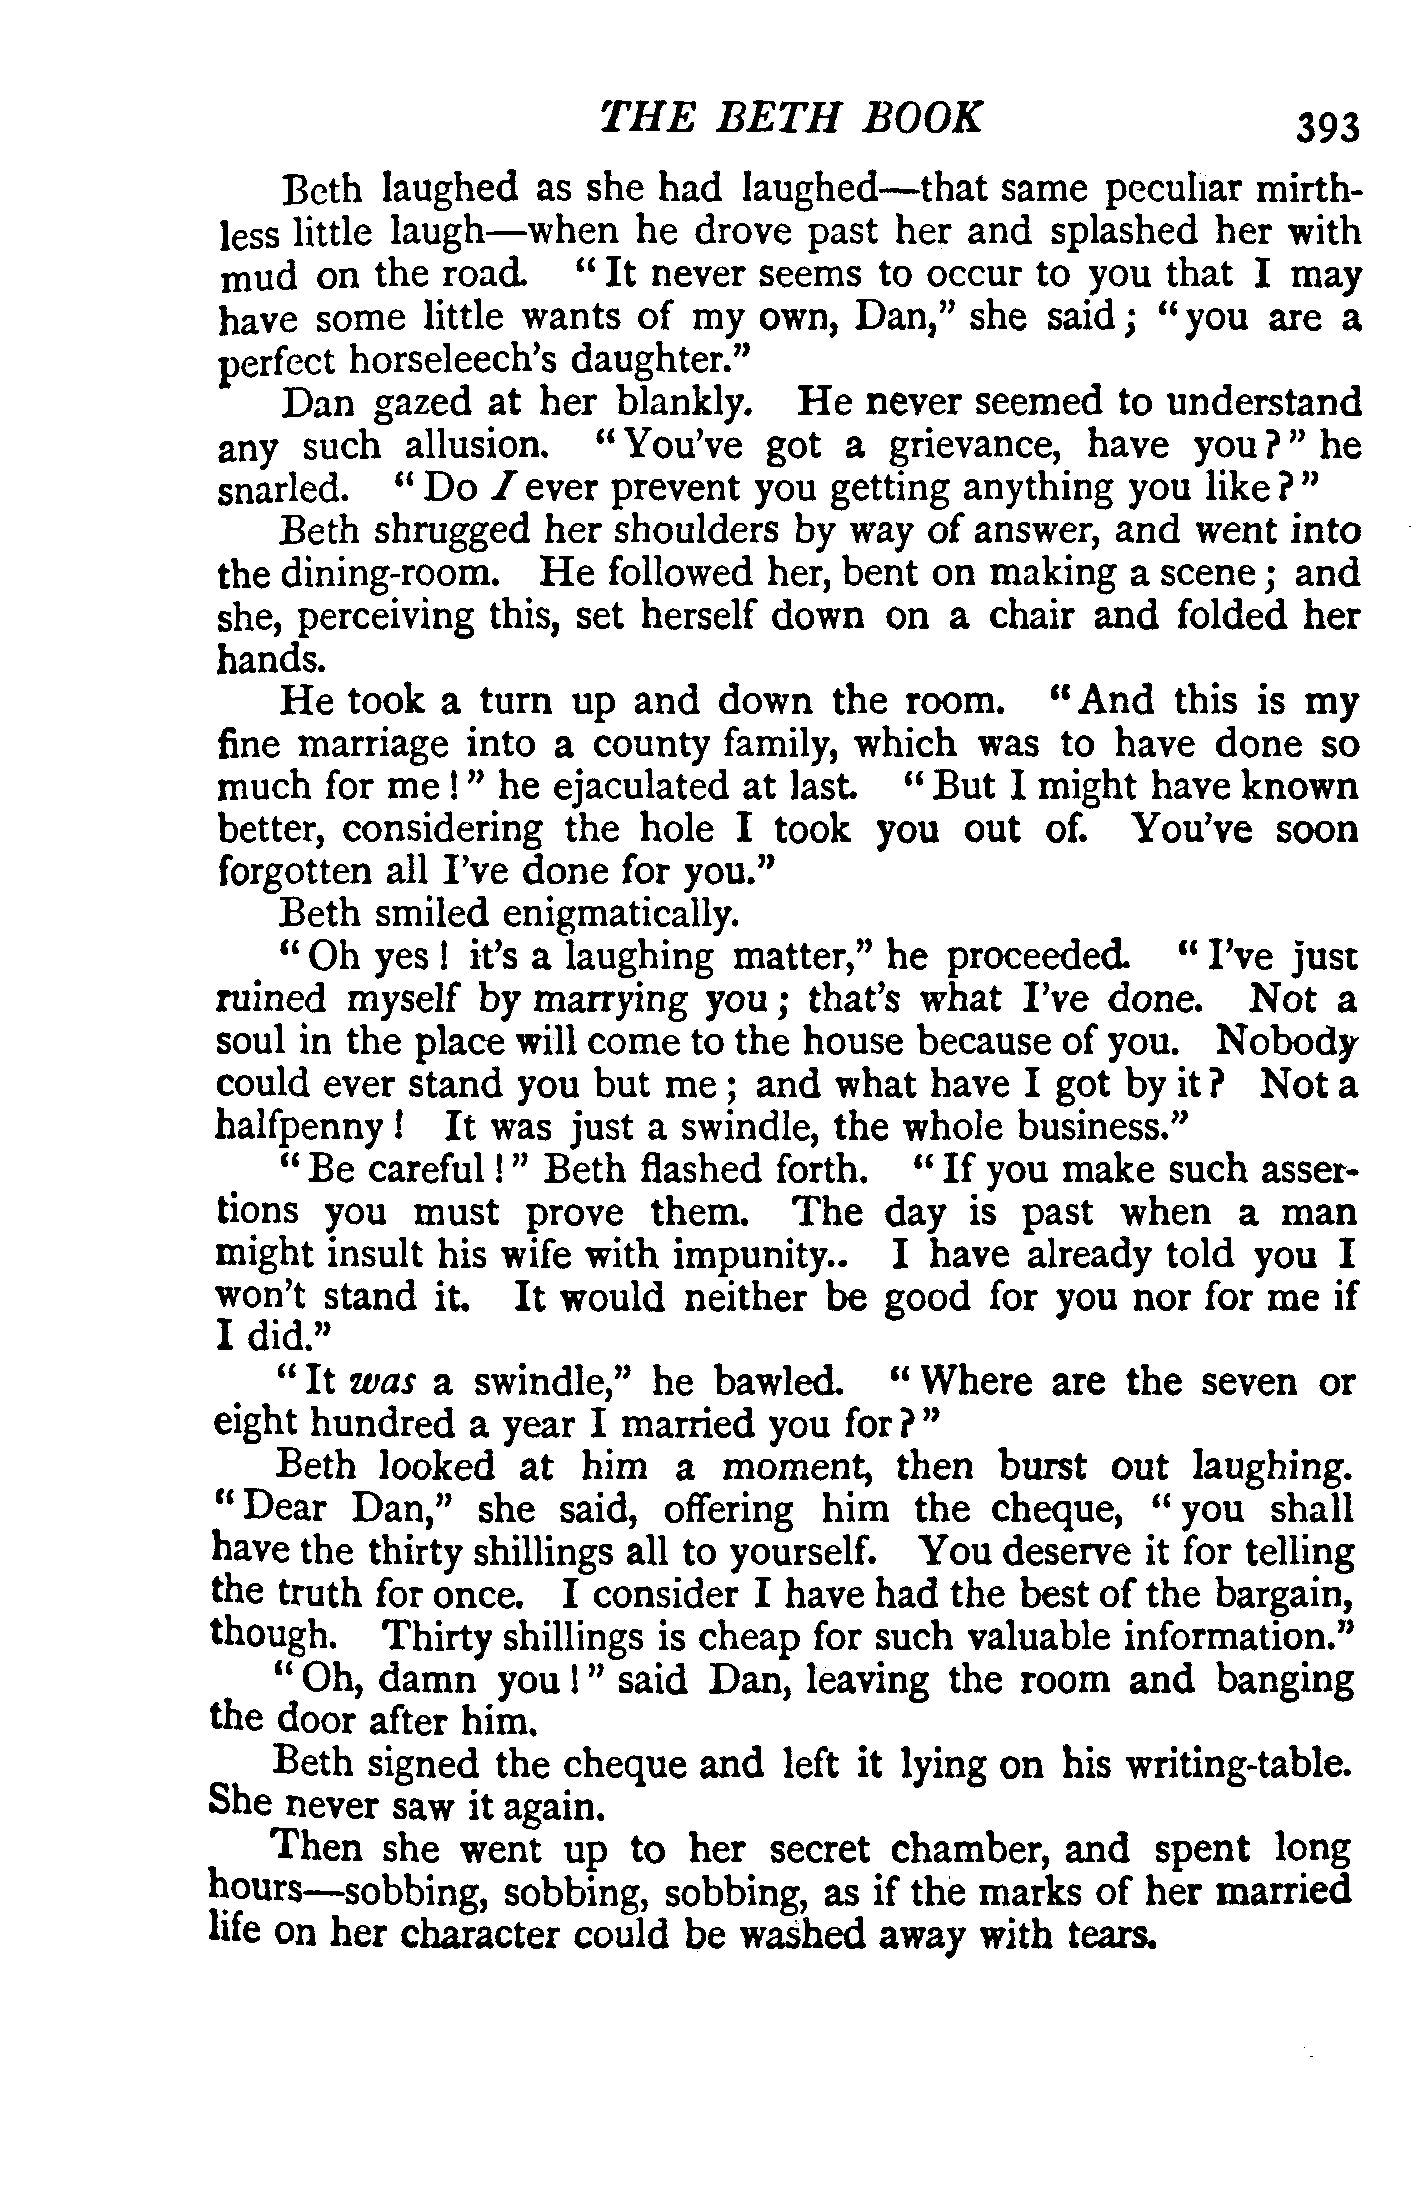 THE BETH BOOK 393
Beth laughed as she had laughed—that same peculiar mirth-
less little laugh—when he drove past her and splashed her with
mud on the road. "It never seems to occur to you that I may
have some little wants of my own, Dan," she said; "you are a
perfect horseleech's daughter."
Dan gazed at her blankly. He never seemed to understand
any such allusion. "You've got a grievance, have you?" he
snarled. "Do I ever prevent you getting anything you like?"
Beth shrugged her shoulders by way of answer, and went into
the dining-room. He followed her, bent on making a scene; and
she, perceiving this, set herself down on a chair and folded her
hands.
He took a turn up and down the room. "And this is my
fine marriage into a county family, which was to have done so
much for me!" he ejaculated at last. "But I might have known
better, considering the hole I took you out of. You've soon
forgotten all I've done for you."
Beth smiled enigmatically.
"Oh yes! it's a laughing matter," he proceeded. "I've just
ruined myself by marrying you; that's what I've done. Not a
soul in the place will come to the house because of you. Nobody
could ever stand you but me; and what have I got by it? Not a
halfpenny! It was just a swindle, the whole business."
"Be careful!" Beth flashed forth. "If you make such asser-
tions you must prove them. The day is past when a man
might insult his wife with impunity.. I have already told you I
won't stand it. It would neither be good for you nor for me if
I did."
"It was a swindle," he bawled. "Where are the seven or
eight hundred a year I married you for?"
Beth looked at him a moment, then burst out laughing.
"Dear Dan," she said, offering him the cheque, "you shall
have the thirty shillings all to yourself. You deserve it for telling
the truth for once. I consider I have had the best of the bargain,
though. Thirty shillings is cheap for such valuable information."
"Oh, damn you!" said Dan, leaving the room and banging
the door after him.
Beth signed the cheque and left it lying on his writing-table.
She never saw it again.
Then she went up to her secret chamber, and spent long
hours—sobbing, sobbing, sobbing, as if the marks of her married
life on her character could be washed away with tears.